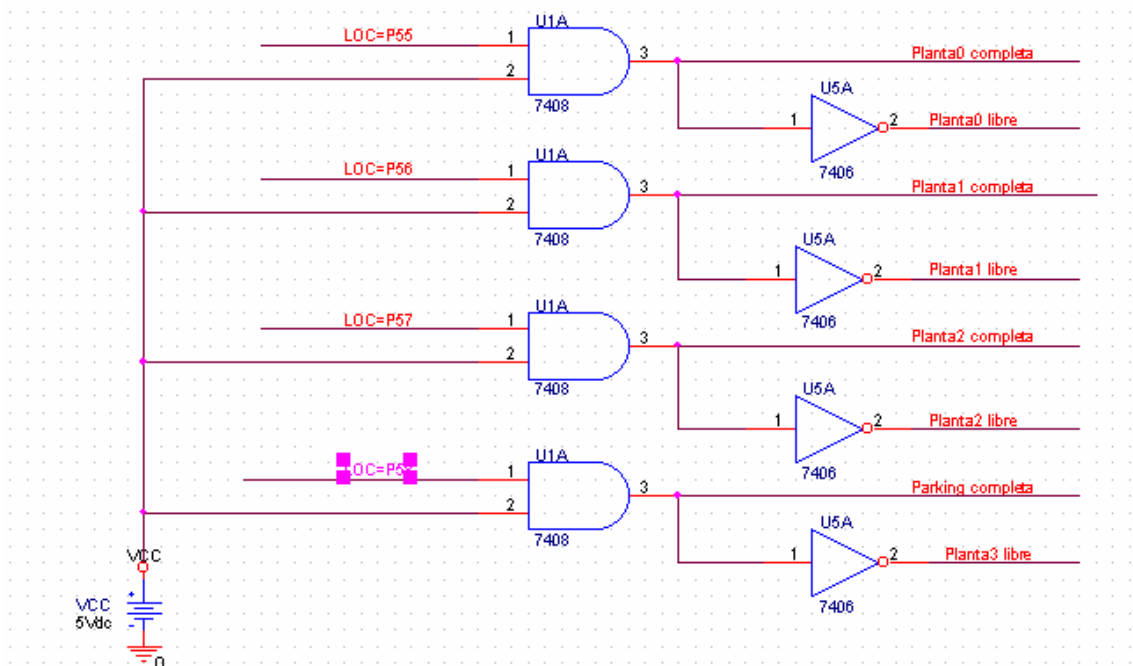 U1A
LOC=P55
1
3
Planta0 completa
2
U5A
7408
1
2
Planta0 libre
U1A
7406
LOC=P56
1
3
Planta1 completa
2
7408
U5A
1
2
Planta1 libre
U1A
LOC=P57
1
7406
3
Planta2 completa
2
7408
U5A
1
2
Planta2 libre
U1A
1
7406
3
Parking completa
2
U5A
7408
VCC
1
2
Planta3 libre
VCC
5Vdc
+
-
7406
0